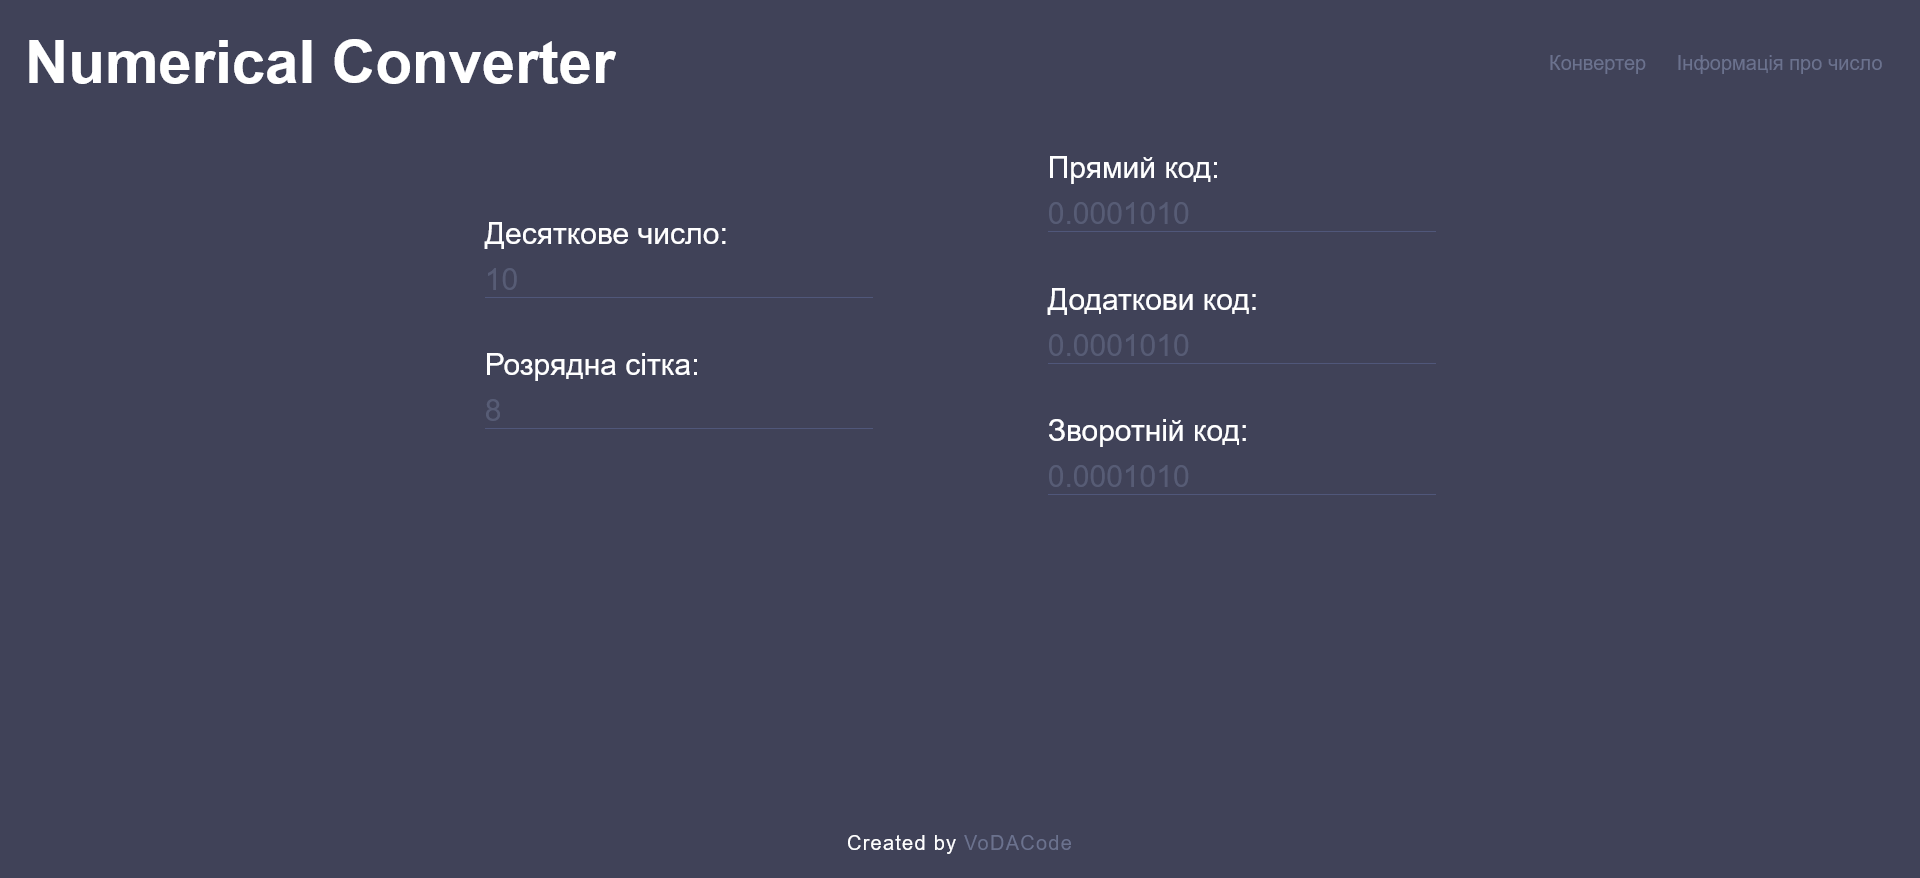 Numerical Converter
Конвертер
Інформація про число
Десяткове число:
10
Розрядна сітка:
8
Прямий код:
0.0001010
Додаткови код:
0.0001010
Зворотній код:
0.0001010
Created by VoDACode